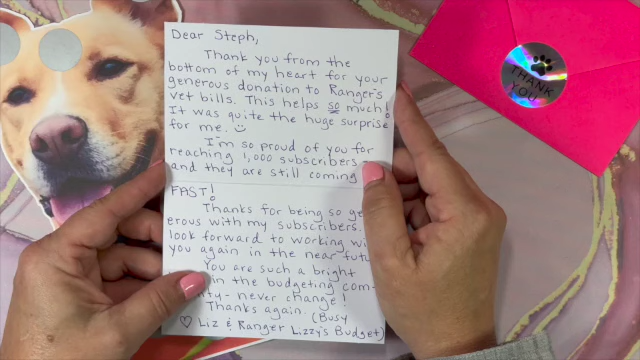 Dear Steph,
Thank you from the
bottom of my heart for your
generous donation to Ranger's
vet bills. This helps so much!
It was quite the huge surprise
for me.
I'm so proud of you for
reaching 1,000 subscribers
and they are still coming
FAST!
Thanks for being so ge
erous with my subscribers.
look forward to working wi
you again in the near fut
You are such a bright
in the budgeting com-
ty- never change!
Thanks again.
(Busy
♡ Liz & Ranger Lizzy's Budget)
THANK
YOU